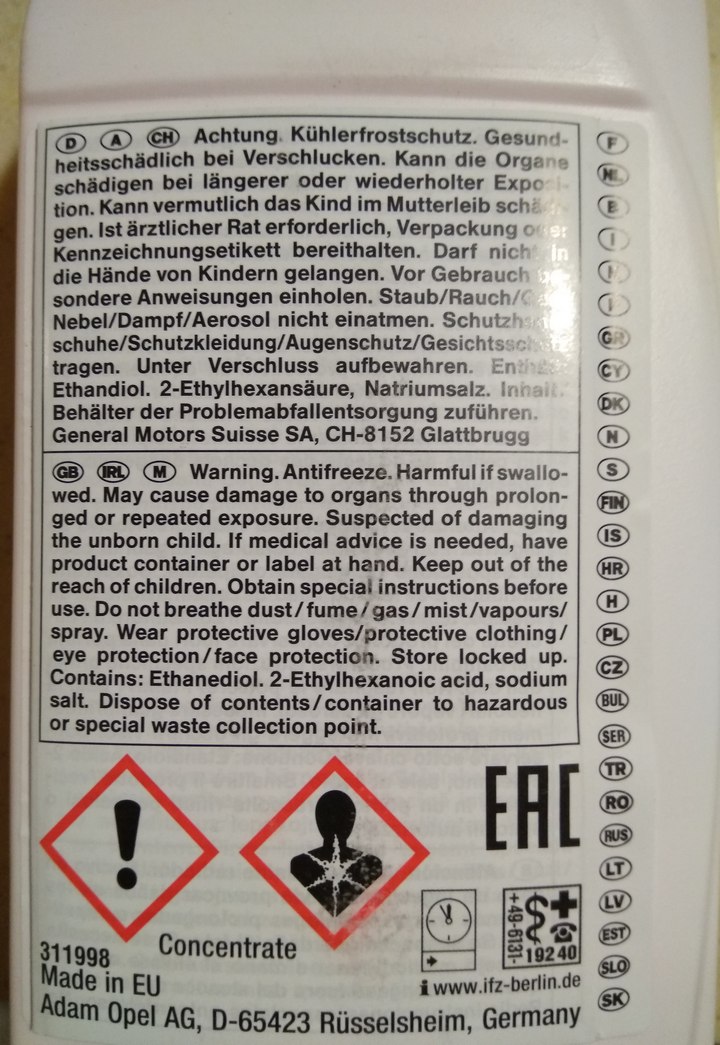 D A CH Achtung. Kühlerfrostschutz. Gesund-
heitsschädlich bei Verschlucken. Kann die Organe
schädigen bei längerer oder wiederholter Exposi-
tion. Kann vermutlich das Kind im Mutterleib schä-
gen. Ist ärztlicher Rat erforderlich, Verpackung oder
Kennzeichnungsetikett bereithalten. Darf nicht in
die Hände von Kindern gelangen. Vor Gebrauch
sondere Anweisungen einholen. Staub/Rauch/
Nebel/Dampf/Aerosol nicht einatmen.
schuhe/Schutzkleidung/Augenschutz/
tragen. Unter Verschluss aufbewahren.
Ethandiol. 2-Ethylhexansäure, Natriumsalz. Inhalt/
Behälter der Problemabfallentsorgung zuführen.
General Motors Suisse SA, CH-8152 Glattbrugg
GB IRL M Warning. Antifreeze. Harmful if swallo-
wed. May cause damage to organs through prolon-
ged or repeated exposure. Suspected of damaging
the unborn child. If medical advice is needed, have
product container or label at hand. Keep out of the
reach of children. Obtain special instructions before
use. Do not breathe dust/fume/gas/mist/vapours/
spray. Wear protective gloves/protective clothing/
eye protection/face protection. Store locked up.
Contains: Ethanediol. 2-Ethylhexanoic acid, sodium
salt. Dispose of contents/container to hazardous
or special waste collection point.
F
NL
B
I
GR
CY
DK
N
S
FIN
IS
HR
H
PL
CZ
BUL
SER
TR
RO
RUS
LT
LV
EST
SLO
SK
EAC
+49-6131-
19240
311998
Concentrate
Made in EU
i www.ifz-berlin.de
Adam Opel AG, D-65423 Rüsselsheim, Germany